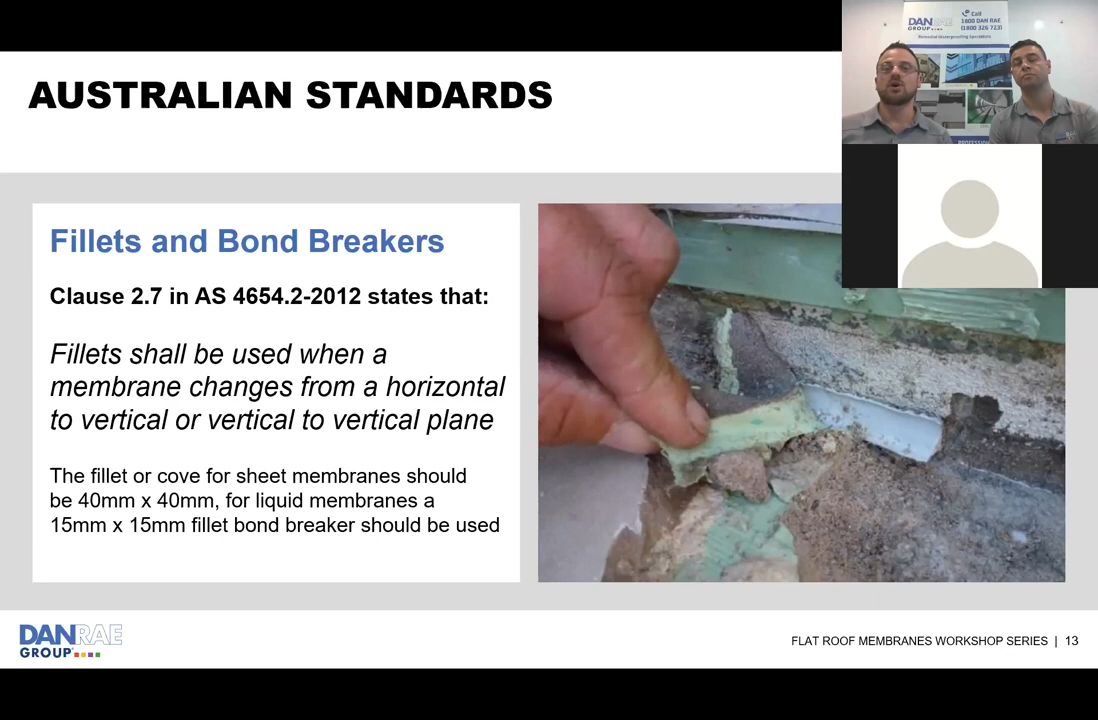 AUSTRALIAN STANDARDS
DANRAE
GROUP
Call
1800 DAN RAE
(1800 326 723)
Remedial Waterproofing Specialists
Fillets and Bond Breakers
Clause 2.7 in AS 4654.2-2012 states that:
Fillets shall be used when a
membrane changes from a horizontal
to vertical or vertical to vertical plane
The fillet or cove for sheet membranes should
be 40mm x 40mm, for liquid membranes a
15mm x 15mm fillet bond breaker should be used
DANRAE
GROUP
FLAT ROOF MEMBRANES WORKSHOP SERIES | 13